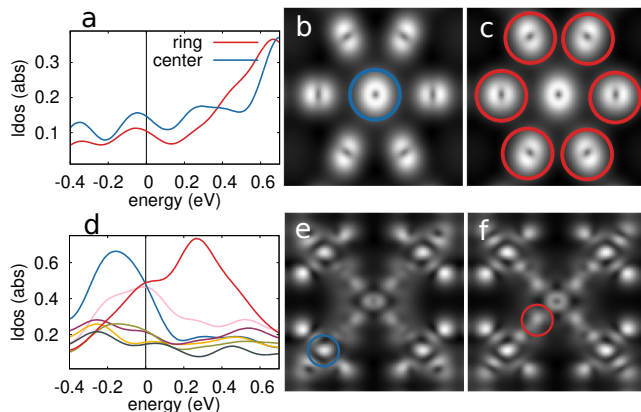 a
ring
center
ldos (abs)
0.3
0.2
0.1
-0.4 -0.2 0 0.2 0.4 0.6
energy (eV)
b
c
d
ldos (abs)
0.6
0.4
0.2
-0.4 -0.2 0 0.2 0.4 0.6
energy (eV)
e
f